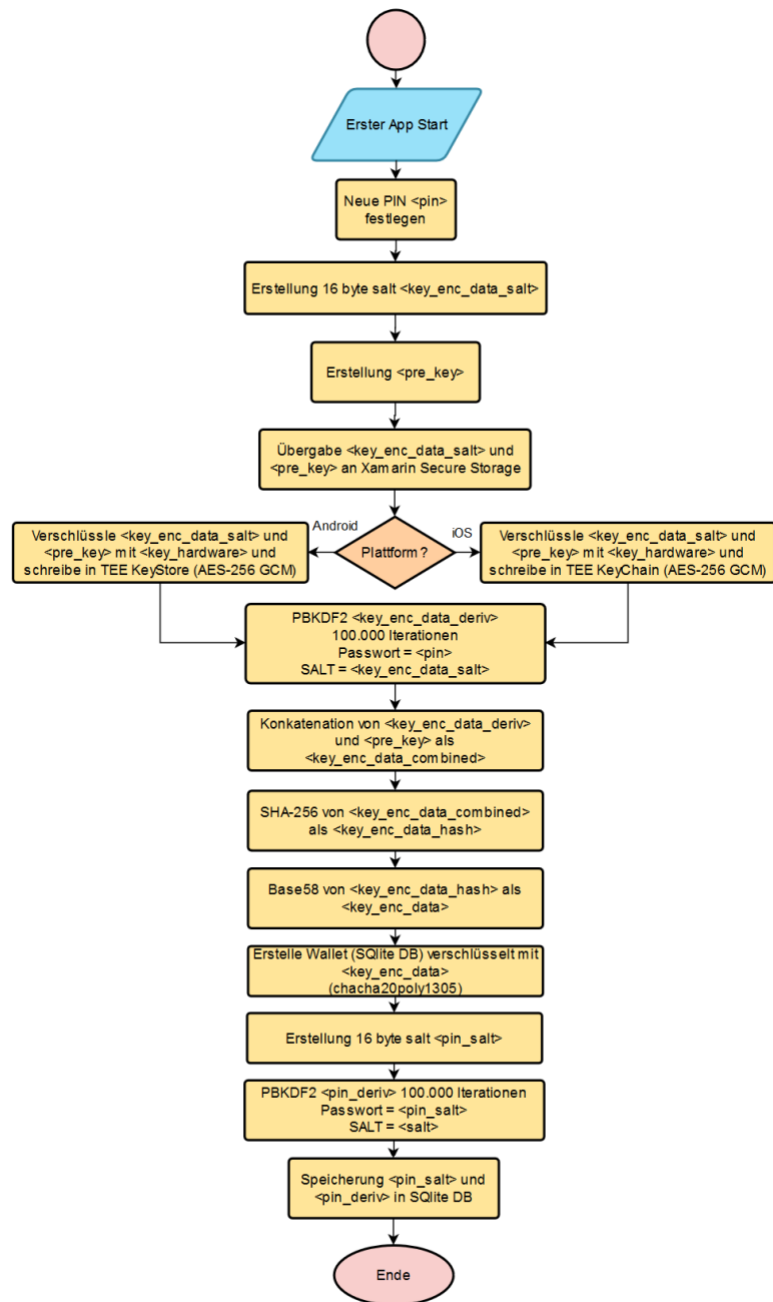 Erster App Start
Neue PIN <pin>
festlegen
Erstellung 16 byte salt <key_enc_data_salt>
Erstellung <pre_key>
Übergabe <key_enc_data_salt> und
<pre_key> an Xamarin Secure Storage
Android
Plattform ?
iOS
Verschlüssle <key_enc_data_salt> und
<pre_key> mit <key_hardware> und
schreibe in TEE KeyStore (AES-256 GCM)
Verschlüssle <key_enc_data_salt> und
<pre_key> mit <key_hardware> und
schreibe in TEE KeyChain (AES-256 GCM)
PBKDF2 <key_enc_data_deriv>
100.000 Iterationen
Passwort = <pin>
SALT = <key_enc_data_salt>
Konkatenation von <key_enc_data_deriv>
und <pre_key> als
<key_enc_data_combined>
SHA-256 von <key_enc_data_combined>
als <key_enc_data_hash>
Base58 von <key_enc_data_hash> als
<key_enc_data>
Erstelle Wallet (SQlite DB) verschlüsselt mit
<key_enc_data>
(chacha20poly1305)
Erstellung 16 byte salt <pin_salt>
PBKDF2 <pin_deriv> 100.000 Iterationen
Passwort = <pin_salt>
SALT = <salt>
Speicherung <pin_salt> und
<pin_deriv> in SQlite DB
Ende